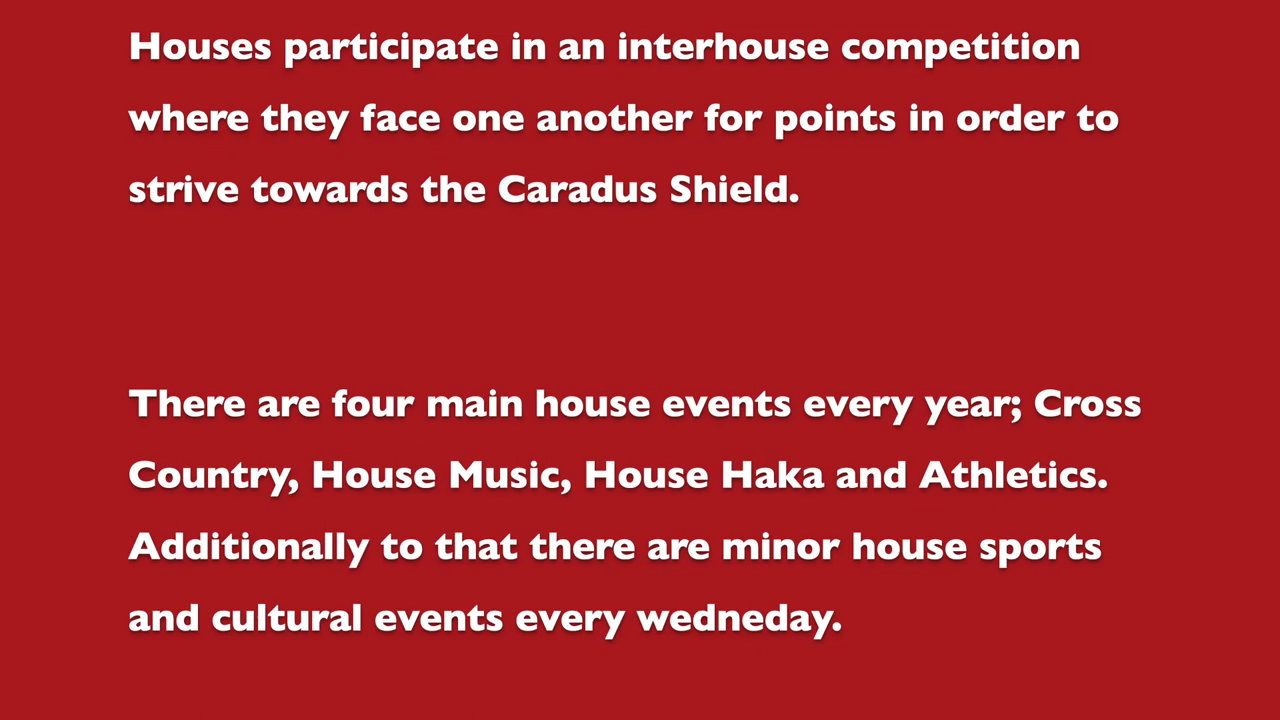 Houses participate in an interhouse competition
where they face one another for points in order to
strive towards the Caradus Shield.
There are four main house events every year; Cross
Country, House Music, House Haka and Athletics.
Additionally to that there are minor house sports
and cultural events every wedneday.